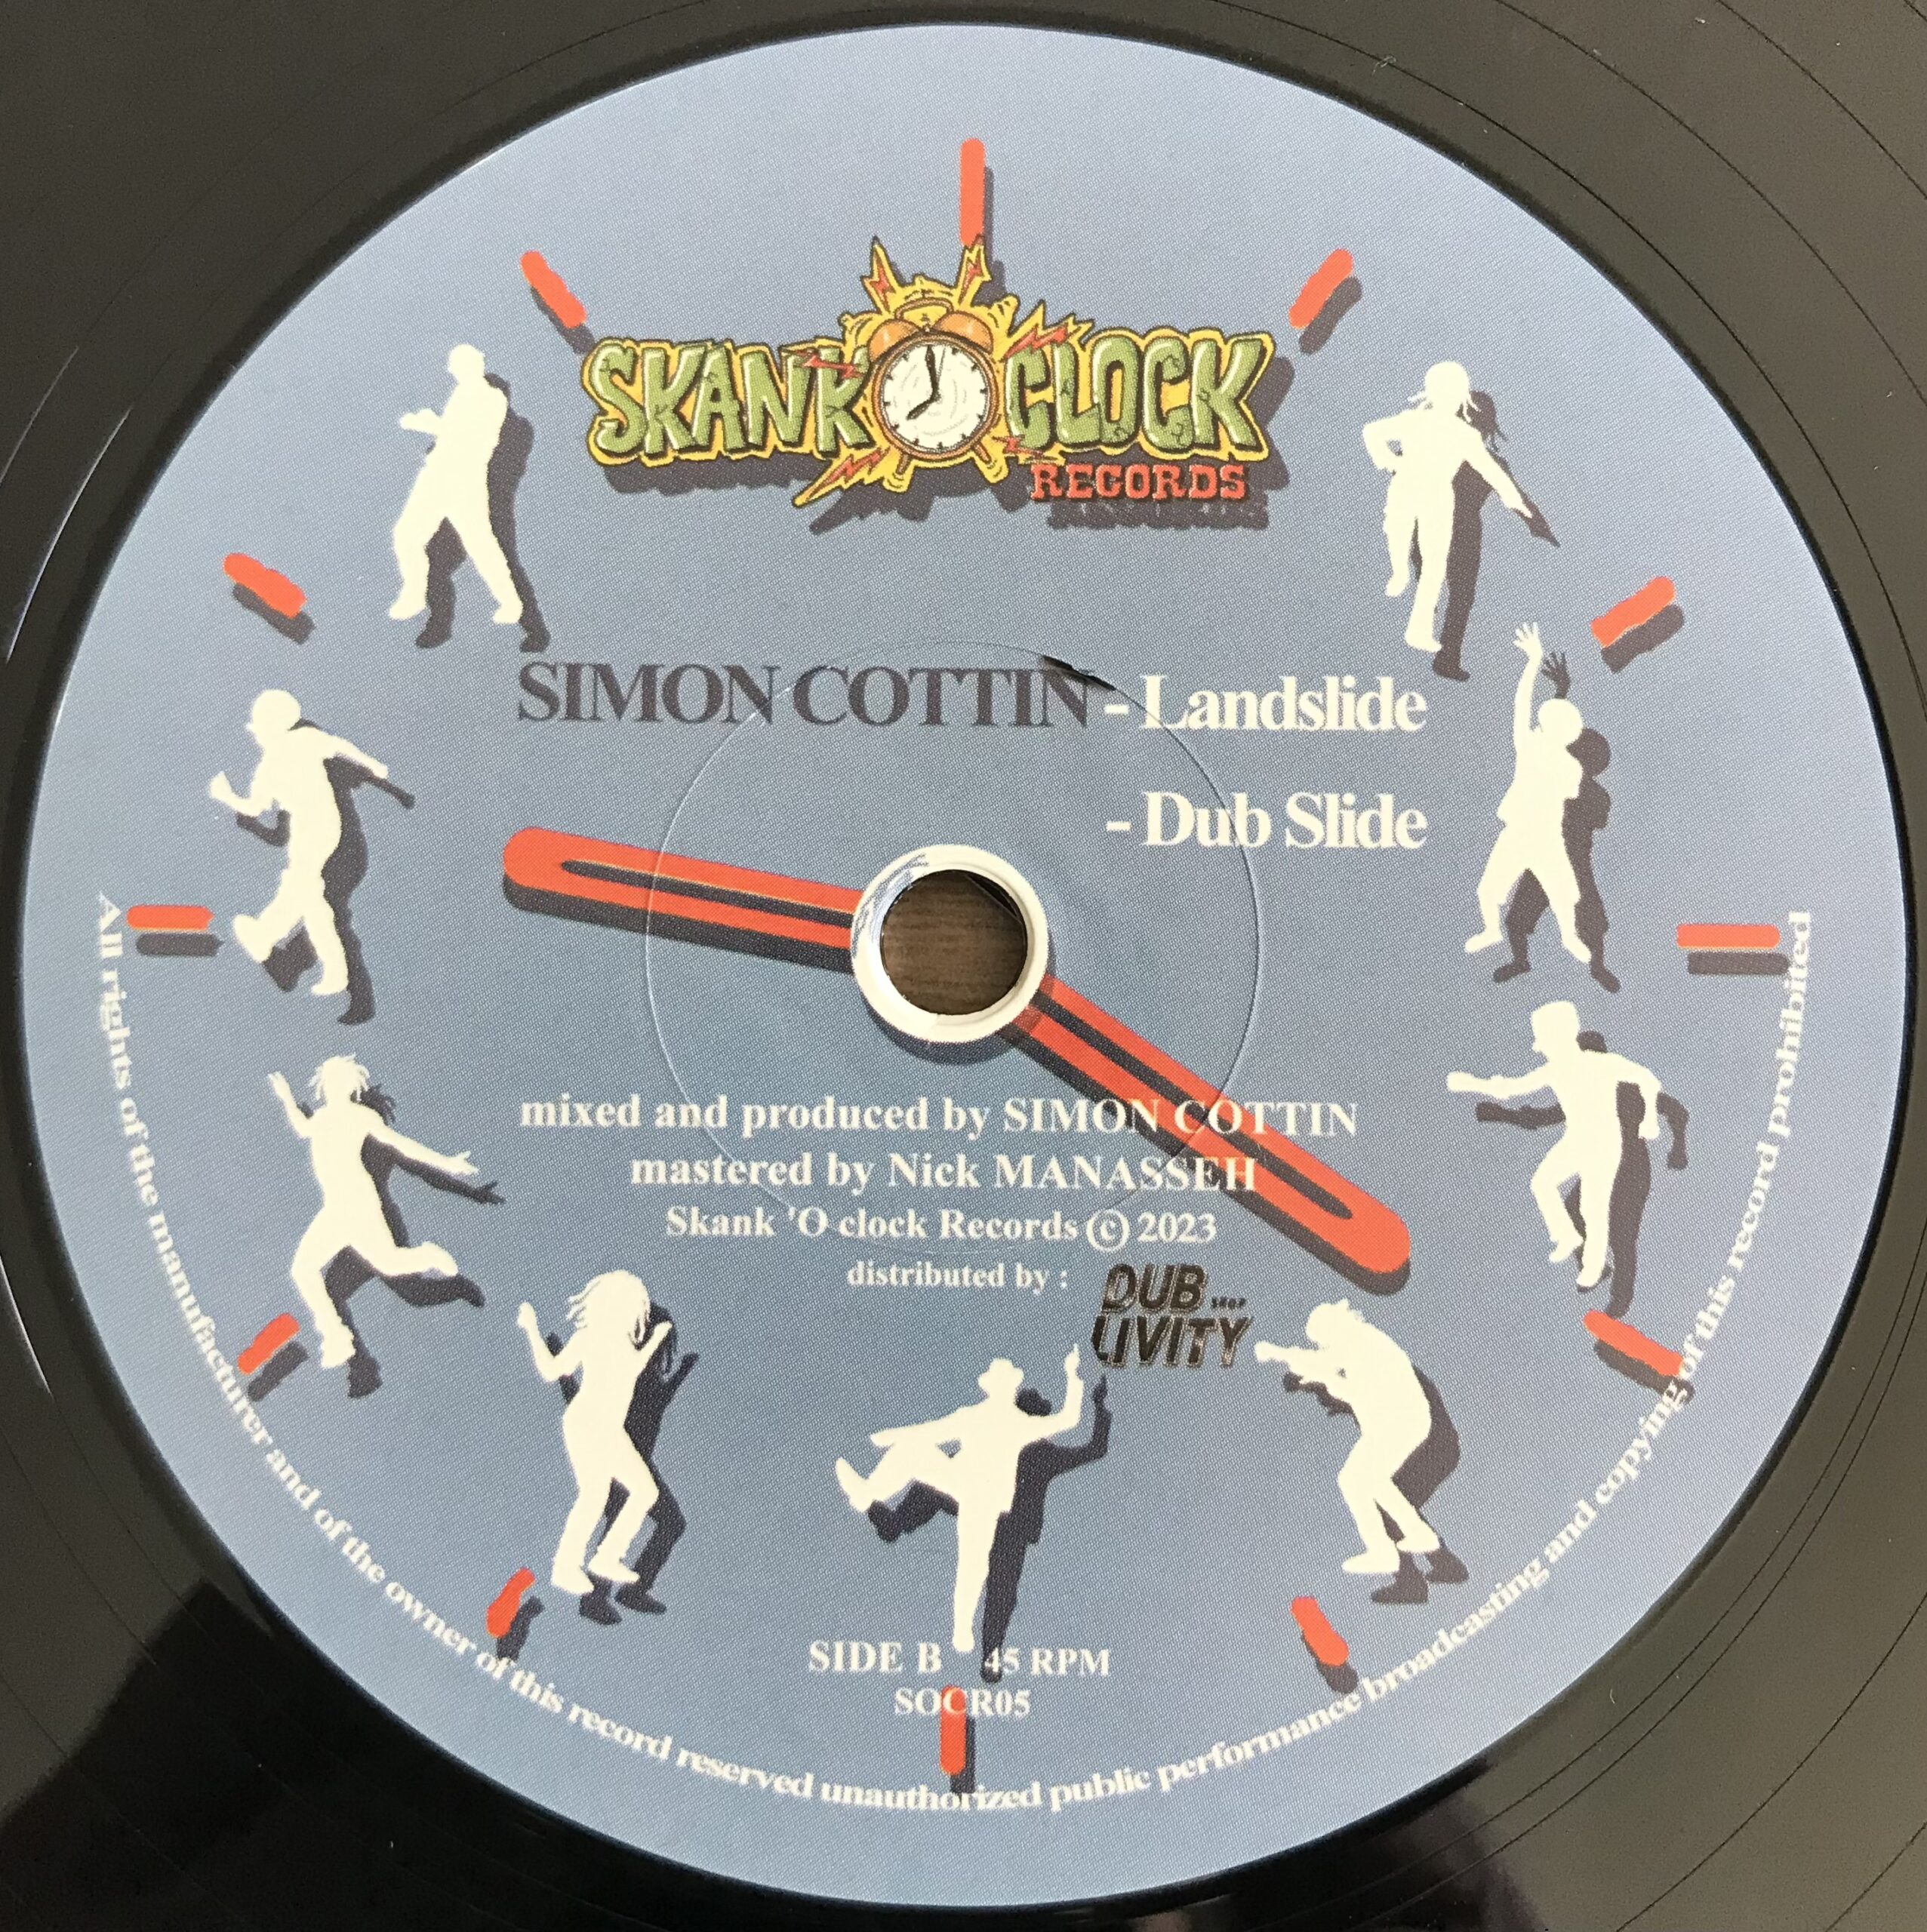 SKANK O CLOCK
RECORDS
SIMON COTTIN - Landslide
- Dub Slide
mixed and produced by SIMON COTTIN
mastered by Nick MANASSEH
Skank 'O clock Records © 2023
distributed by : DUB SHOP
LIVITY
SIDE B 45 RPM
SOCR05
All rights of the manufacturer and of the owner of this record reserved unauthorized public performance broadcasting and copying of this record prohibited